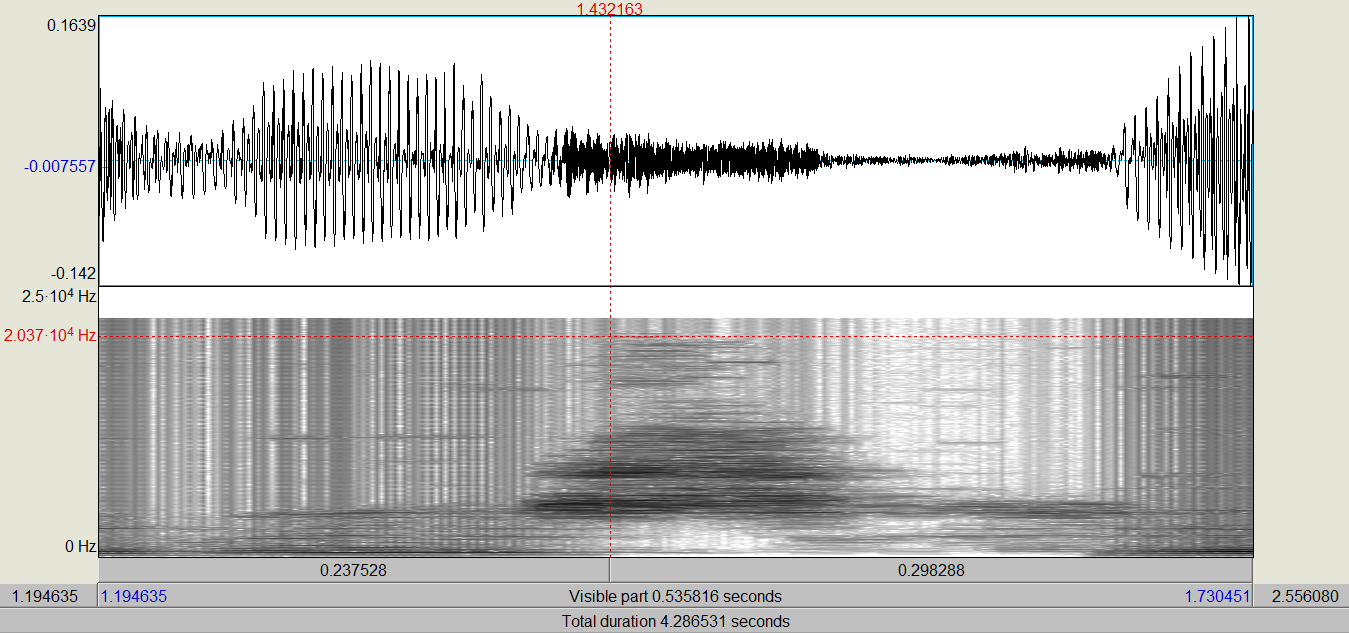 1.432163
0.1639
-0.007557
-0.142
2.5·10⁴ Hz
2.037·10⁴ Hz
0 Hz
0.237528 0.298288
1.194635 1.194635 Visible part 0.535816 seconds 1.730451 2.556080
Total duration 4.286531 seconds